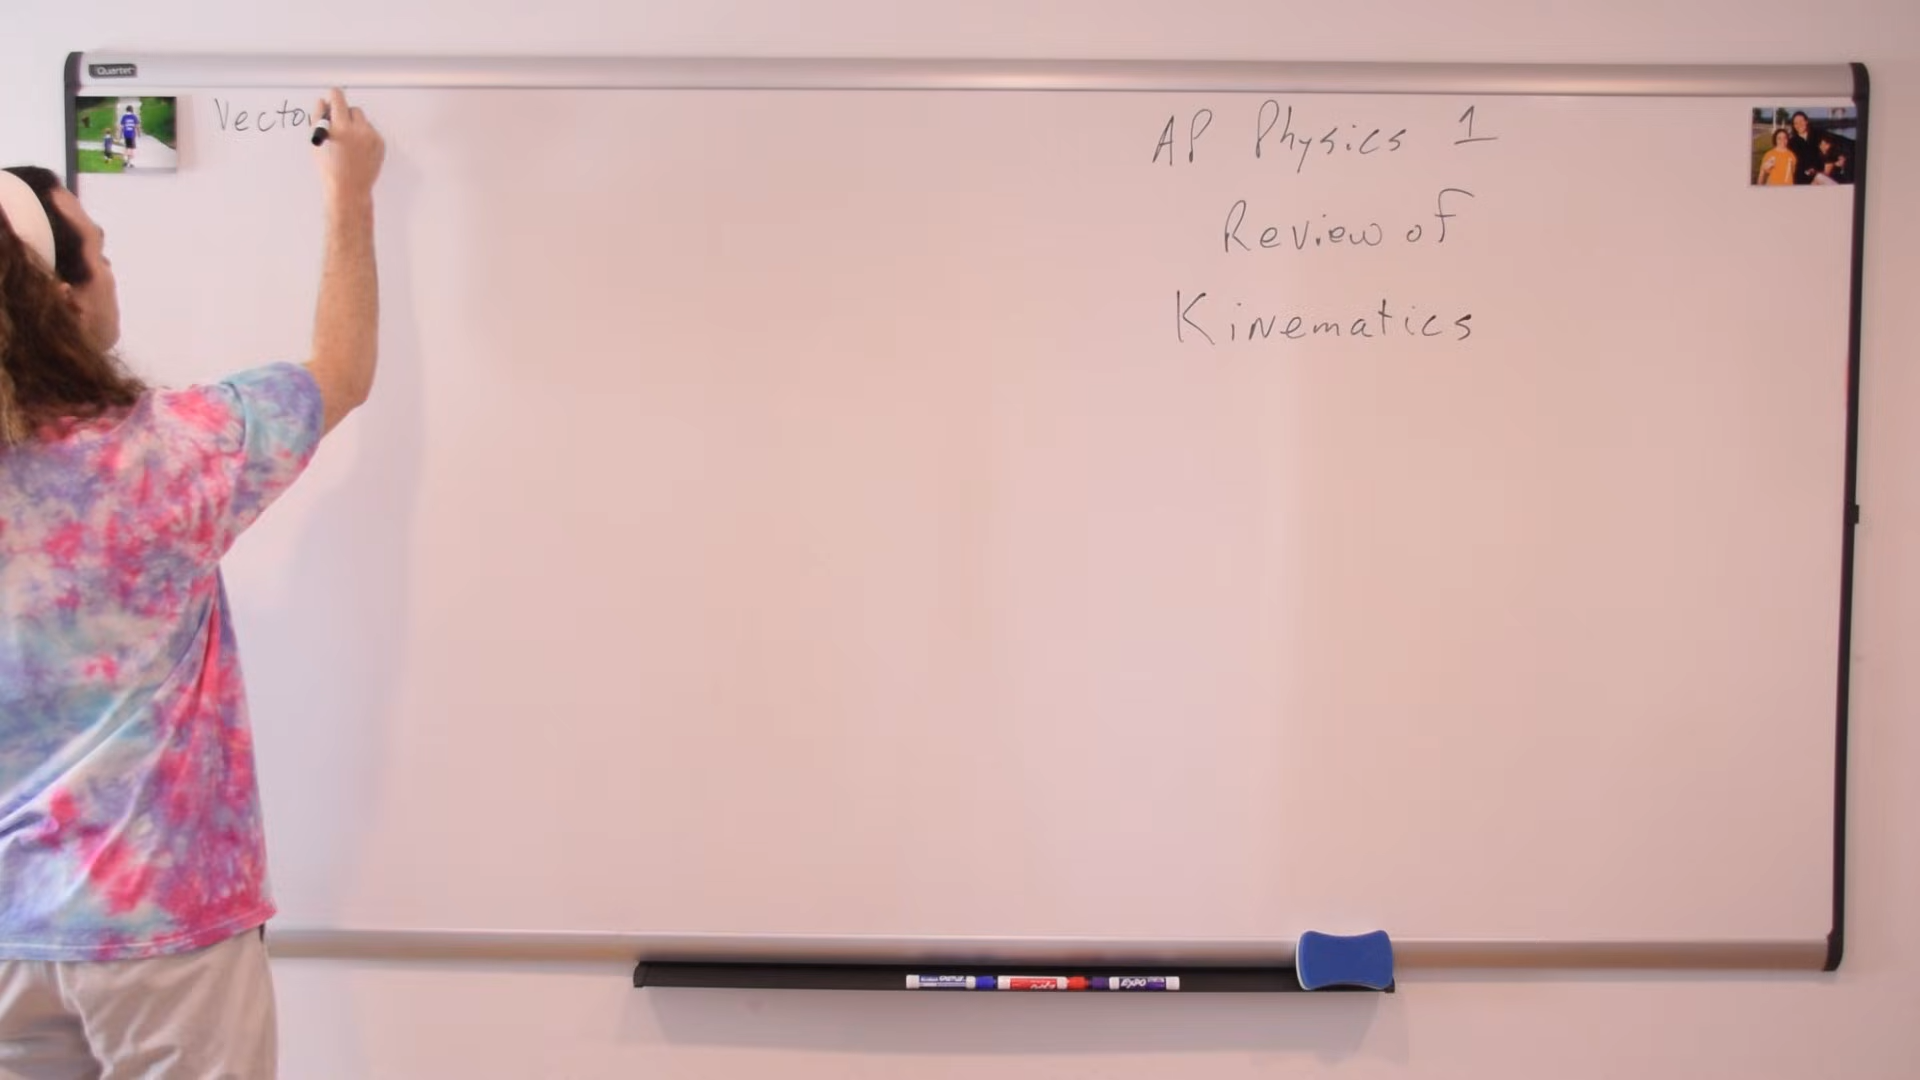 Quartet
Vector
AP Physics 1
Review of
Kinematics
EXPO